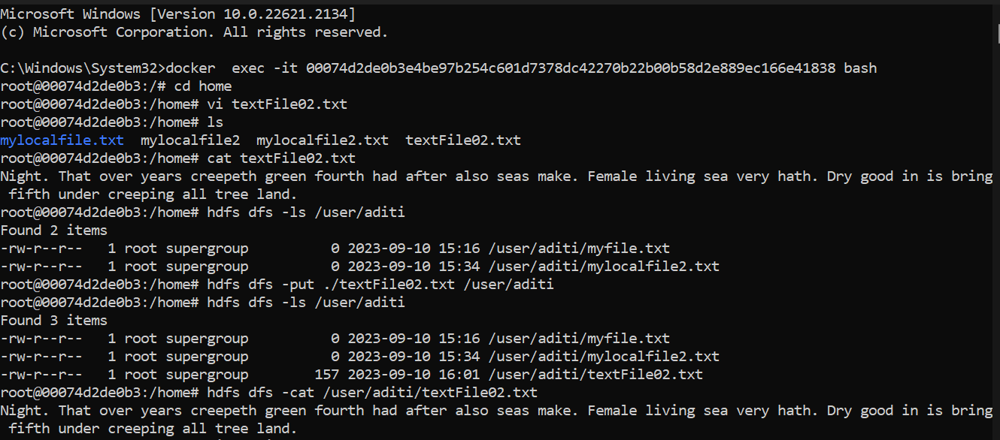 Microsoft Windows [Version 10.0.22621.2134]
(c) Microsoft Corporation. All rights reserved.
C:\Windows\System32>docker  exec -it 00074d2de0b3e4be97b254c601d7378dc42270b22b00b58d2e889ec166e41838 bash
root@00074d2de0b3:/# cd home
root@00074d2de0b3:/home# vi textFile02.txt
root@00074d2de0b3:/home# ls
mylocalfile.txt  mylocalfile2  mylocalfile2.txt  textFile02.txt
root@00074d2de0b3:/home# cat textFile02.txt
Night. That over years creepeth green fourth had after also seas make. Female living sea very hath. Dry good in is bring
 fifth under creeping all tree land.
root@00074d2de0b3:/home# hdfs dfs -ls /user/aditi
Found 2 items
-rw-r--r--   1 root supergroup          0 2023-09-10 15:16 /user/aditi/myfile.txt
-rw-r--r--   1 root supergroup          0 2023-09-10 15:34 /user/aditi/mylocalfile2.txt
root@00074d2de0b3:/home# hdfs dfs -put ./textFile02.txt /user/aditi
root@00074d2de0b3:/home# hdfs dfs -ls /user/aditi
Found 3 items
-rw-r--r--   1 root supergroup          0 2023-09-10 15:16 /user/aditi/myfile.txt
-rw-r--r--   1 root supergroup          0 2023-09-10 15:34 /user/aditi/mylocalfile2.txt
-rw-r--r--   1 root supergroup        157 2023-09-10 16:01 /user/aditi/textFile02.txt
root@00074d2de0b3:/home# hdfs dfs -cat /user/aditi/textFile02.txt
Night. That over years creepeth green fourth had after also seas make. Female living sea very hath. Dry good in is bring
 fifth under creeping all tree land.